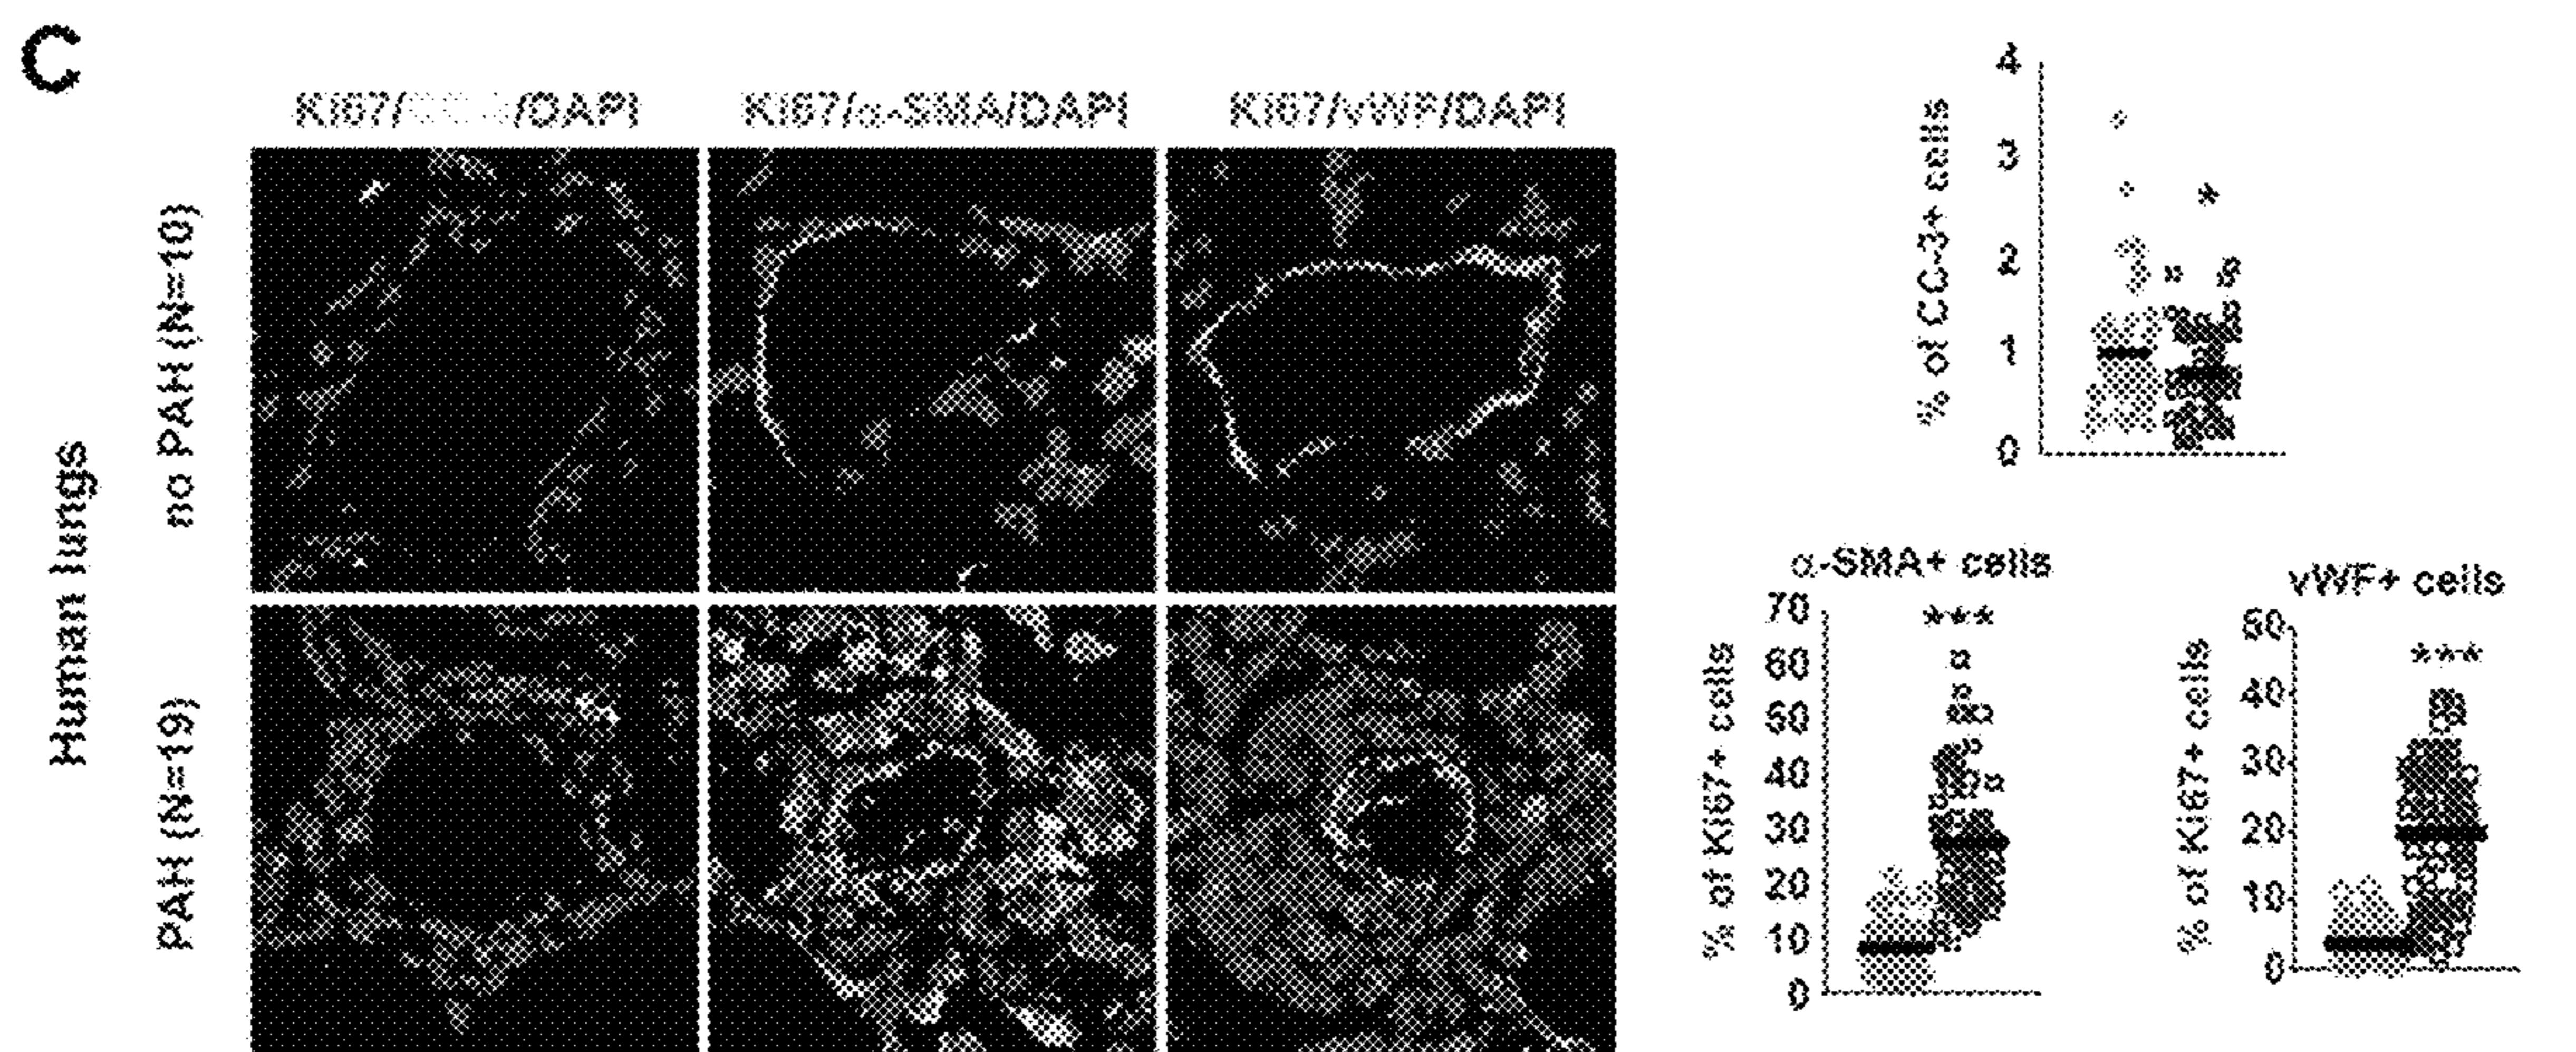 C
Ki67/ /DAPI
Ki67/α-SMA/DAPI
Ki67/vWF/DAPI
Human lungs
no PAH (N=10)
PAH (N=19)
% of CC-3+ cells
4
3
2
1
0
*
α-SMA+ cells
% of Ki67+ cells
70
60
50
40
30
20
10
0
***
vWF+ cells
% of Ki67+ cells
50
40
30
20
10
0
***